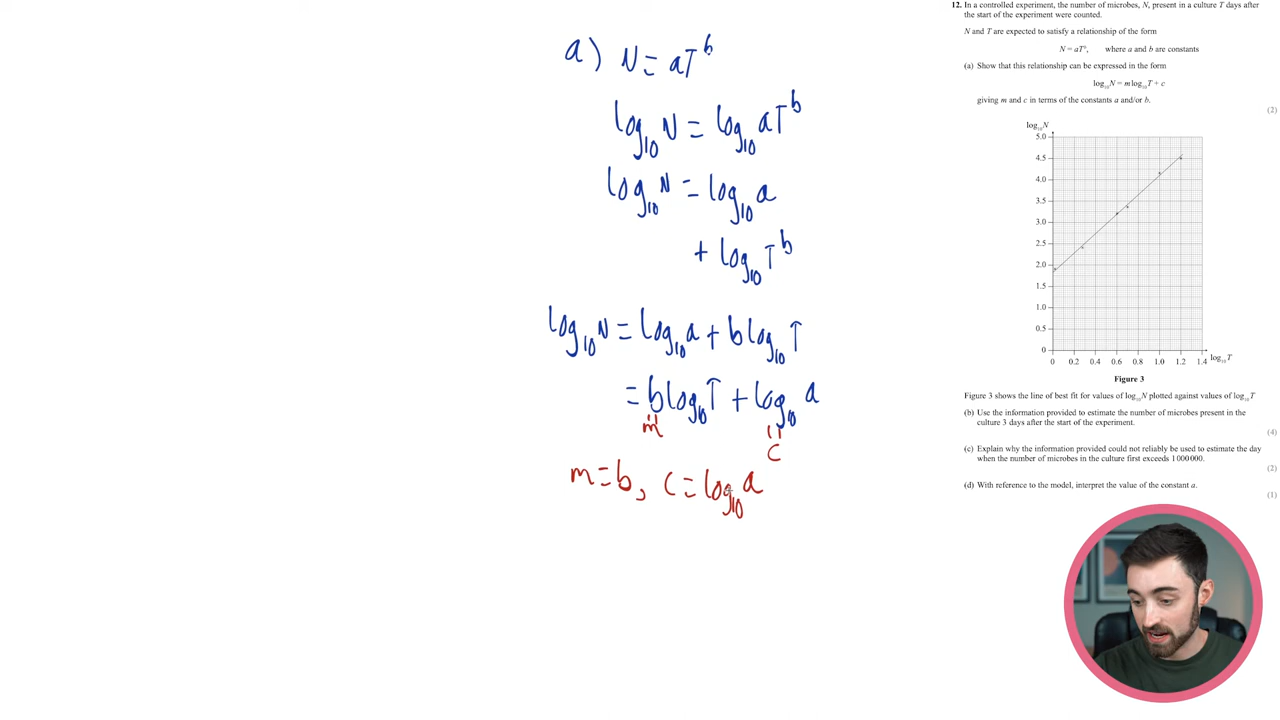 a) N = aT^b
log₁₀ N = log₁₀ aT^b
log₁₀ N = log₁₀ a
+ log₁₀ T^b
log₁₀ N = log₁₀ a + b log₁₀ T
= b log₁₀ T + log₁₀ a
m
c
m = b, c = log₁₀ a
12. In a controlled experiment, the number of microbes, N, present in a culture T days after
the start of the experiment were counted.
N and T are expected to satisfy a relationship of the form
N = aT^b, where a and b are constants
(a) Show that this relationship can be expressed in the form
log₁₀N = m log₁₀T + c
giving m and c in terms of the constants a and/or b.
(2)
log₁₀N
5.0
4.5
4.0
3.5
3.0
2.5
2.0
1.5
1.0
0.5
0
0 0.2 0.4 0.6 0.8 1.0 1.2 1.4 log₁₀T
Figure 3
Figure 3 shows the line of best fit for values of log₁₀N plotted against values of log₁₀T
(b) Use the information provided to estimate the number of microbes present in the
culture 3 days after the start of the experiment.
(4)
(c) Explain why the information provided could not reliably be used to estimate the day
when the number of microbes in the culture first exceeds 1 000 000.
(2)
(d) With reference to the model, interpret the value of the constant a.
(1)